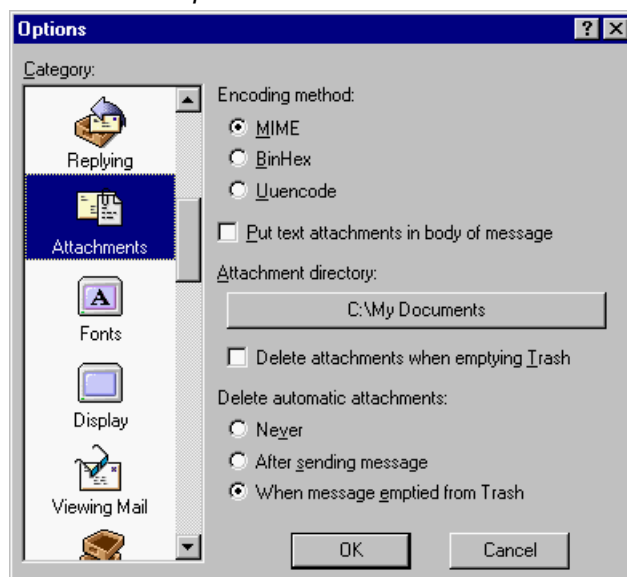 Options
Category:
Replying
Attachments
Fonts
Display
Viewing Mail
Encoding method:
MIME
BinHex
Uuencode
Put text attachments in body of message
Attachment directory:
C:\My Documents
Delete attachments when emptying Trash
Delete automatic attachments:
Never
After sending message
When message emptied from Trash
OK
Cancel